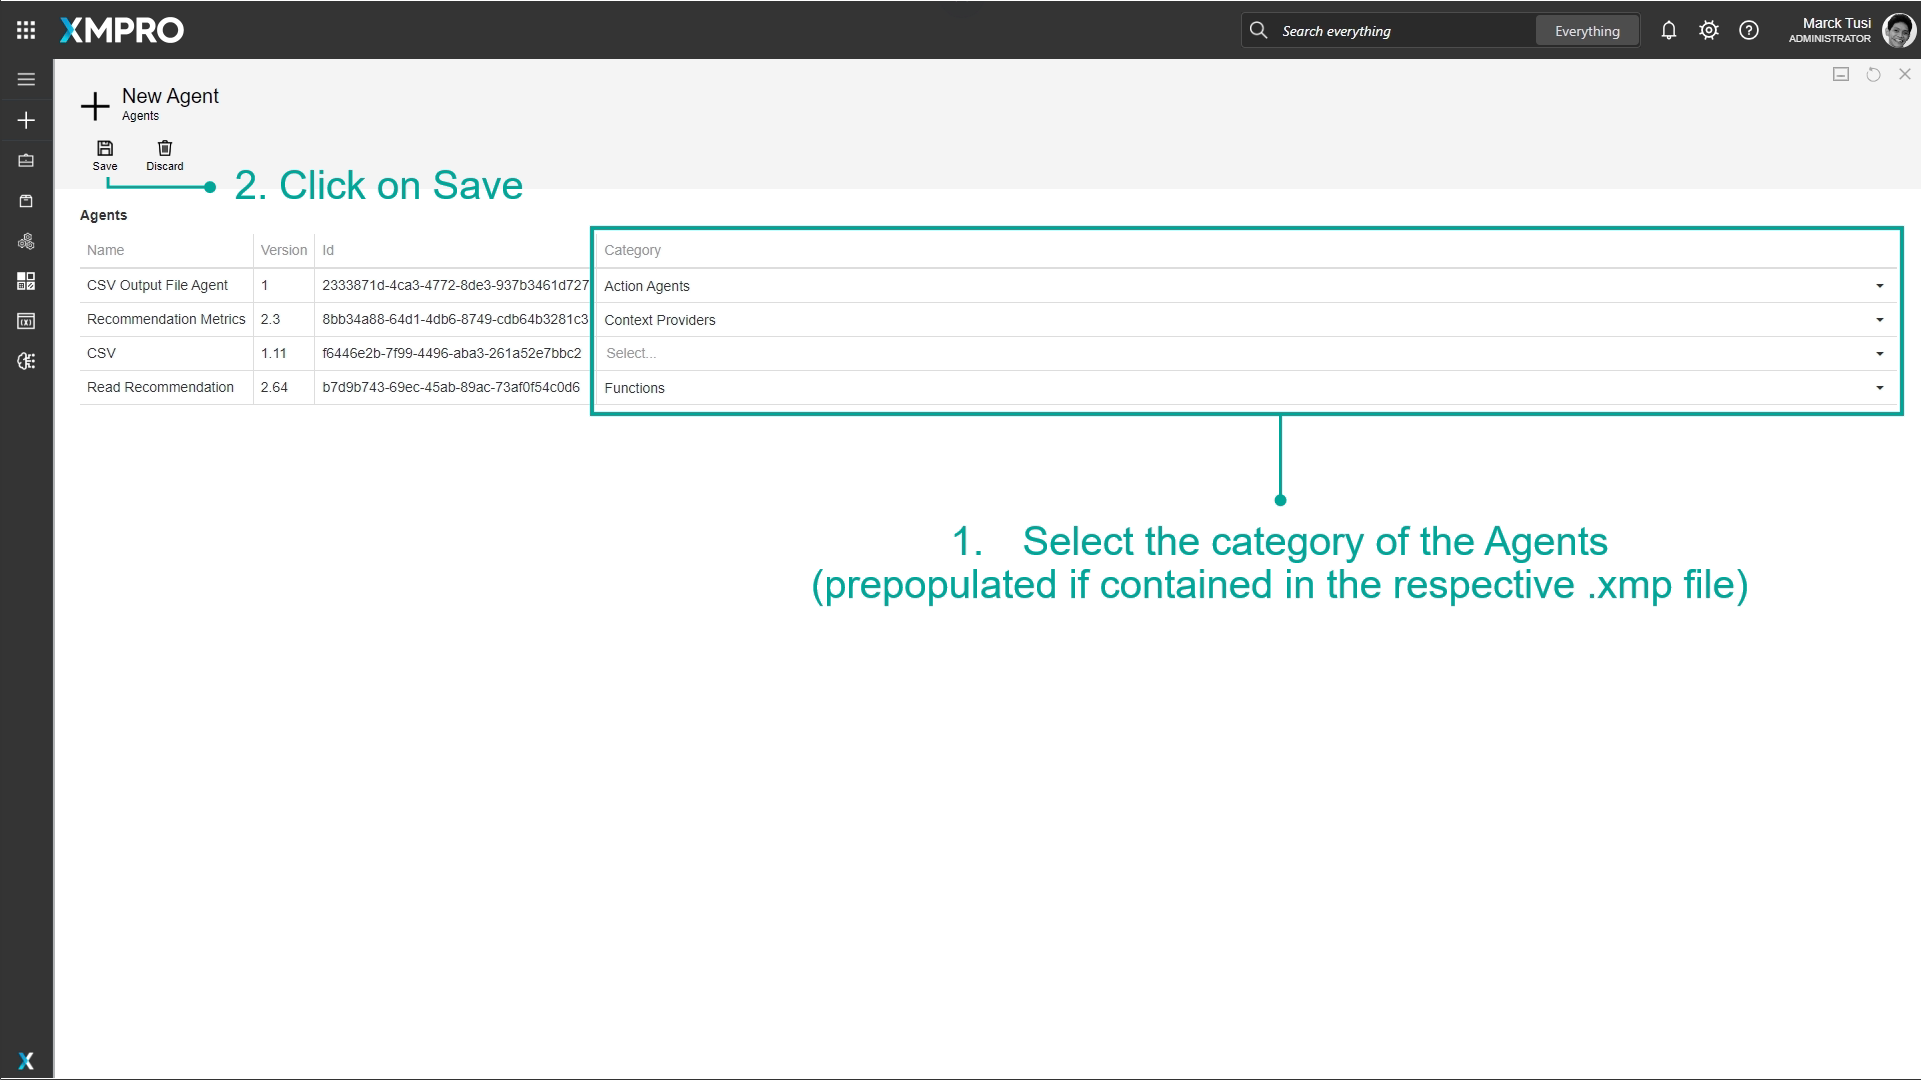 XMPRO
Search everything
Everything
Marck Tusi
ADMINISTRATOR
New Agent
Agents
Save
Discard
2. Click on Save
Agents
Name Version Id Category
CSV Output File Agent 1 2333871d-4ca3-4772-8de3-937b3461d727 Action Agents
Recommendation Metrics 2.3 8bb34a88-64d1-4db6-8749-cdb64b3281c3 Context Providers
CSV 1.11 f6446e2b-7f99-4496-aba3-261a52e7bbc2 Select...
Read Recommendation 2.64 b7d9b743-69ec-45ab-89ac-73af0f54c0d6 Functions
1. Select the category of the Agents
(prepopulated if contained in the respective .xmp file)